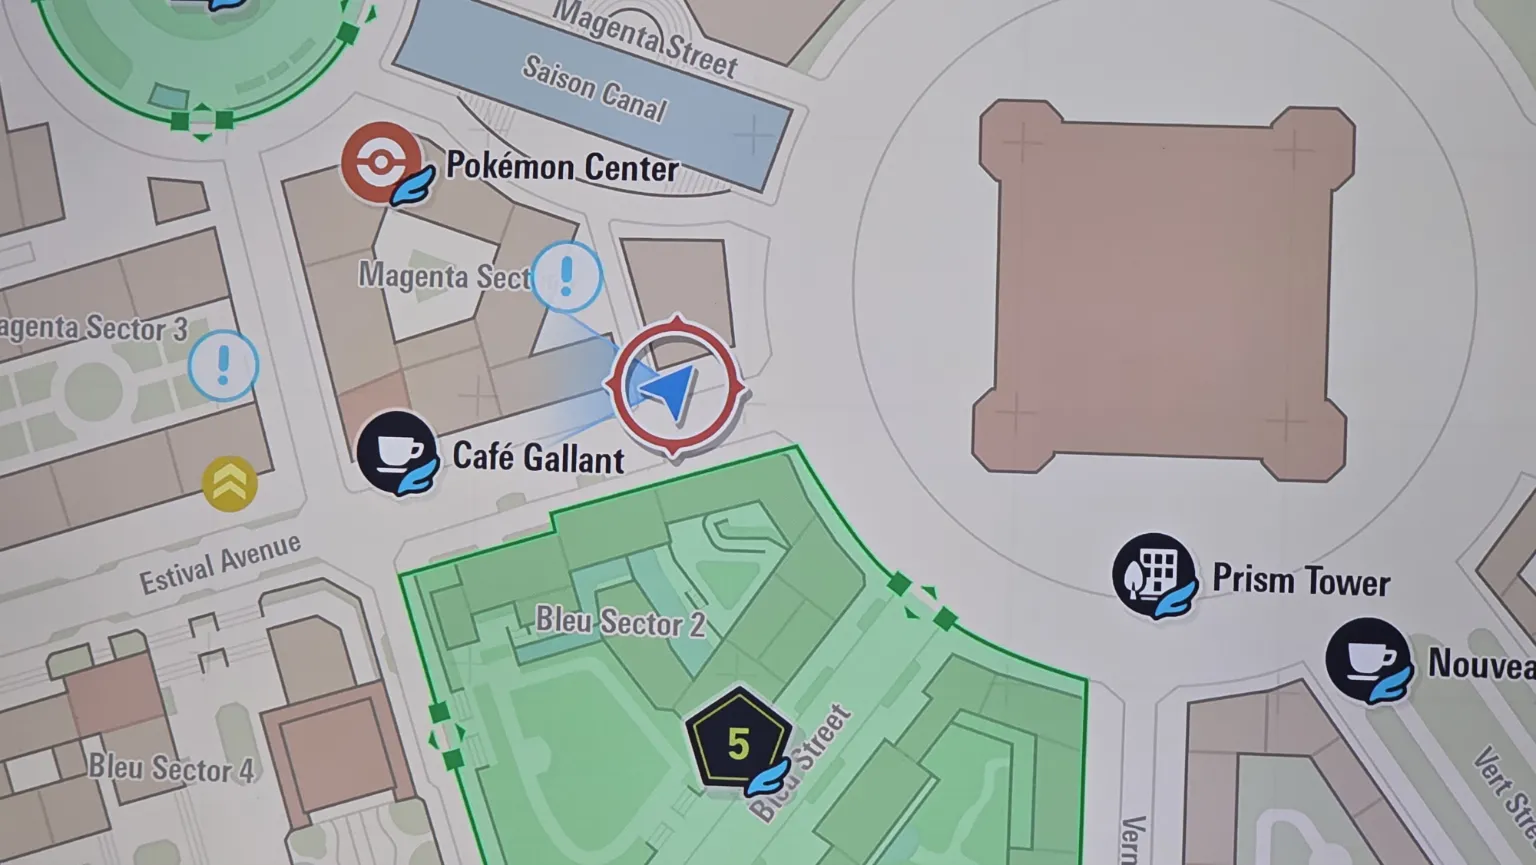 Magenta Street
Saison Canal
Pokémon Center
Magenta Sect
agenta Sector 3
Café Gallant
Estival Avenue
Prism Tower
Bleu Sector 2
Nouvea
5
Bleu Street
Bleu Sector 4
Vert Stre
Vern